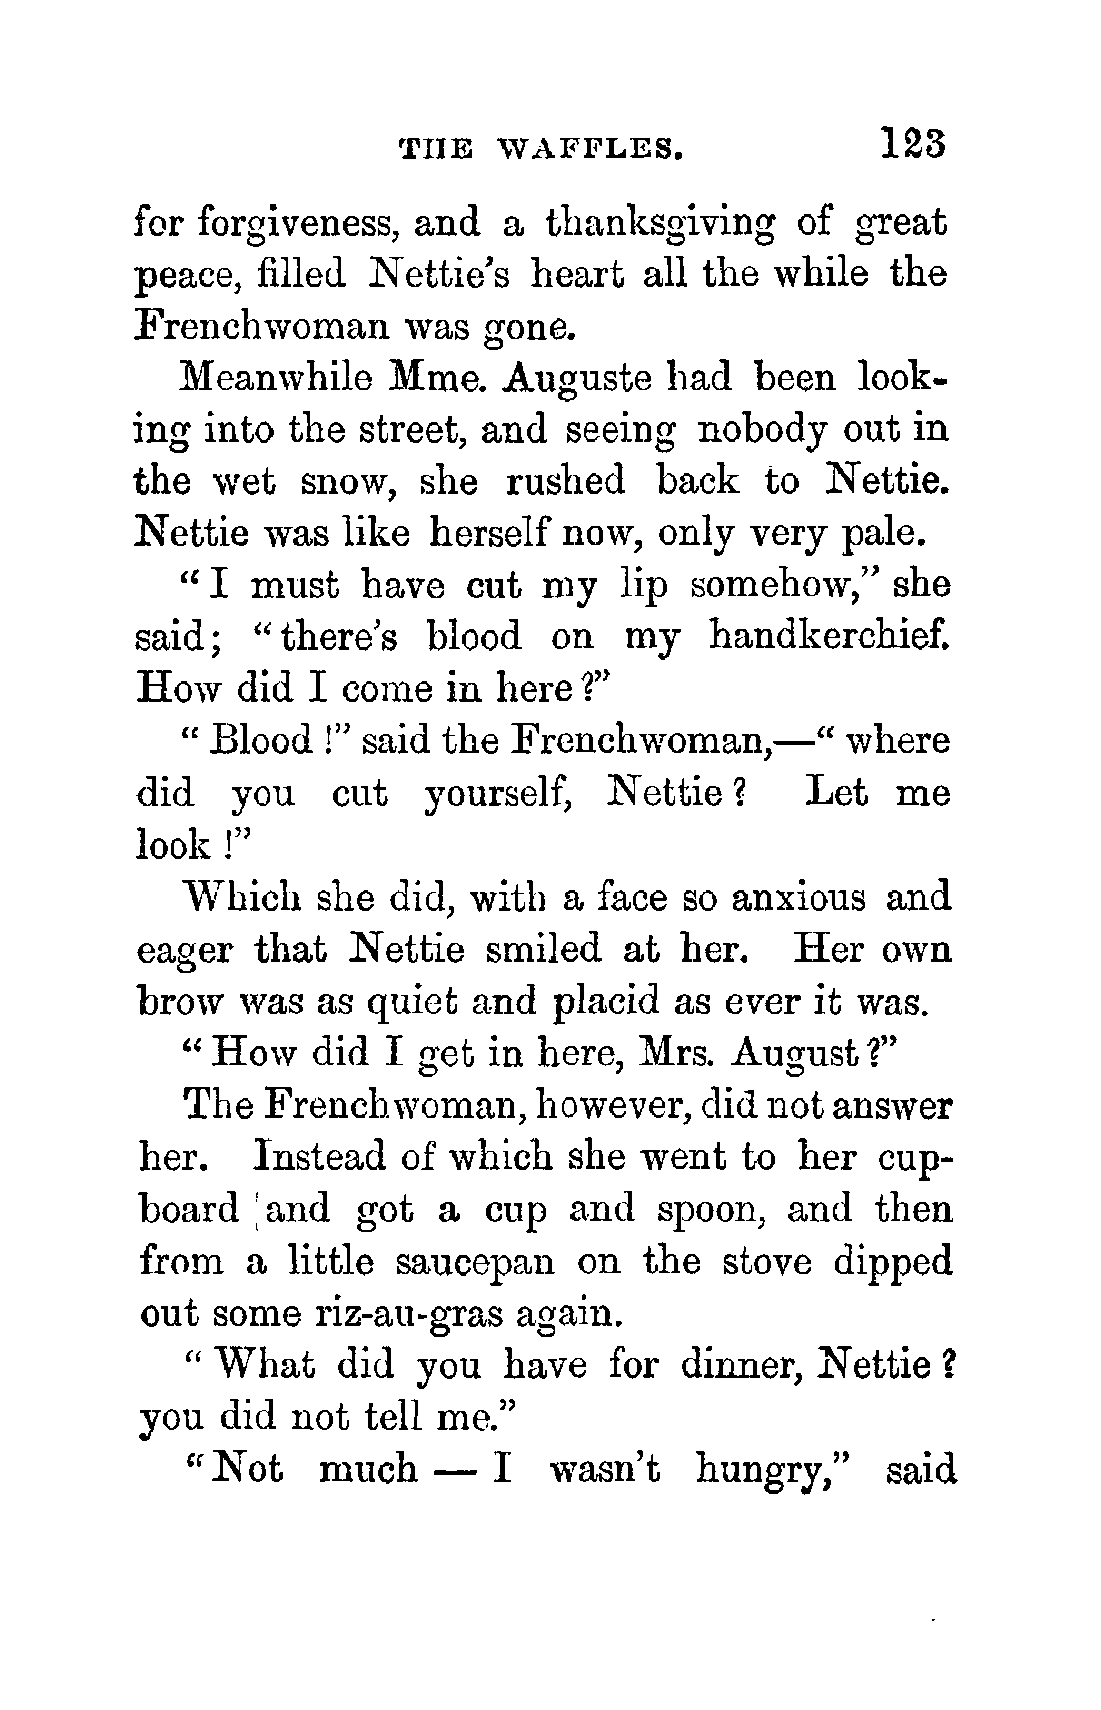 THE WAFFLES. 123
for forgiveness, and a thanksgiving of great
peace, filled Nettie's heart all the while the
Frenchwoman was gone.
Meanwhile Mme. Auguste had been look-
ing into the street, and seeing nobody out in
the wet snow, she rushed back to Nettie.
Nettie was like herself now, only very pale.
“ I must have cut my lip somehow,” she
said; “ there's blood on my handkerchief.
How did I come in here ?”
“ Blood !” said the Frenchwoman,—“ where
did you cut yourself, Nettie ? Let me
look !”
Which she did, with a face so anxious and
eager that Nettie smiled at her. Her own
brow was as quiet and placid as ever it was.
“ How did I get in here, Mrs. August ?”
The Frenchwoman, however, did not answer
her. Instead of which she went to her cup-
board and got a cup and spoon, and then
from a little saucepan on the stove dipped
out some riz-au-gras again.
“ What did you have for dinner, Nettie ?
you did not tell me.”
“ Not much — I wasn't hungry,” said